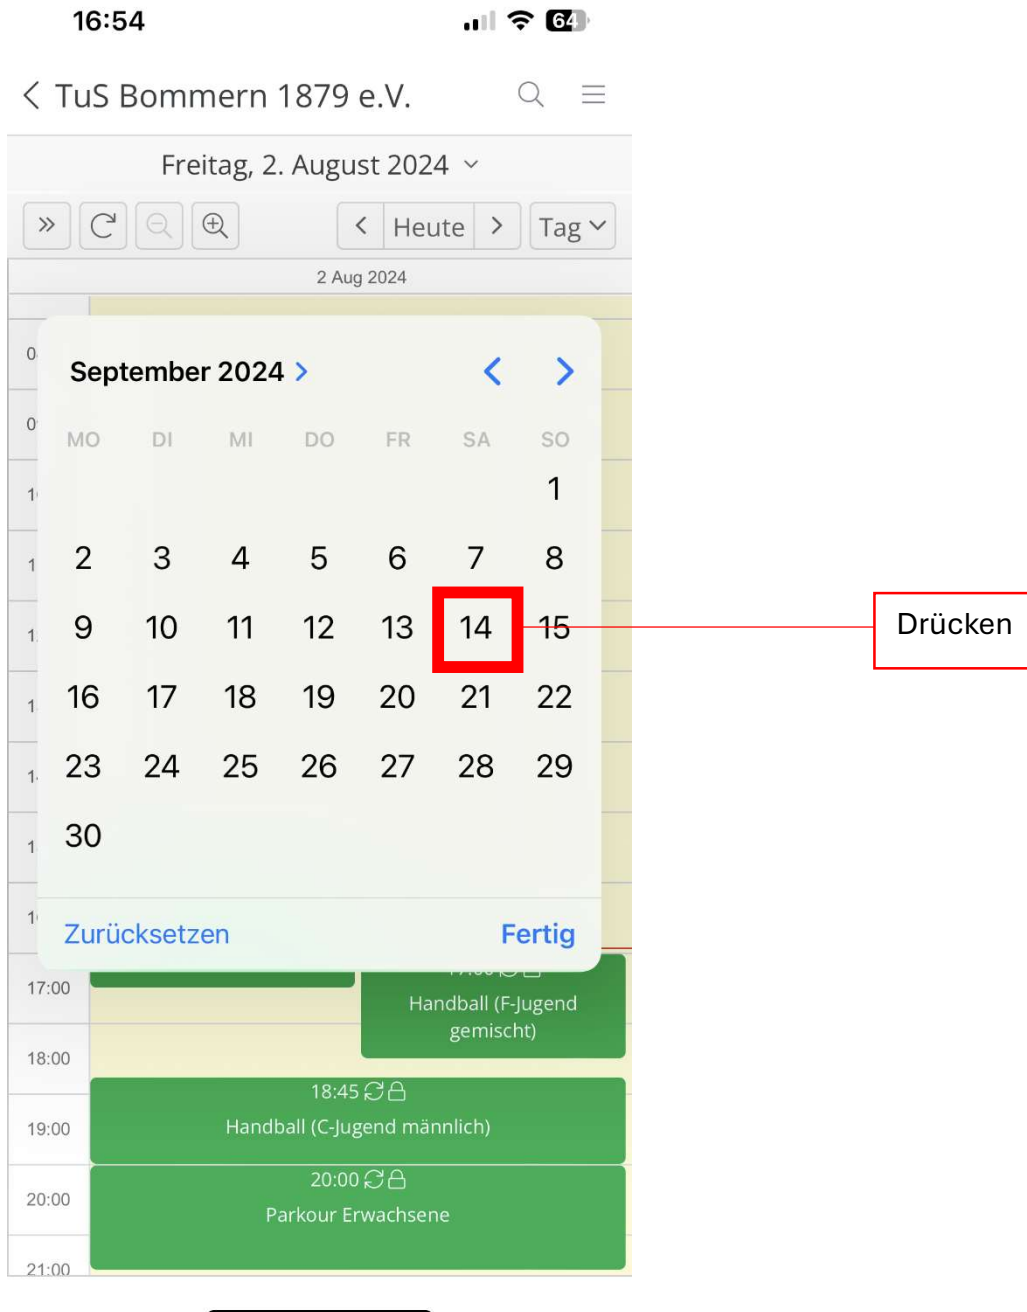 16:54
64
TuS Bommern 1879 e.V.
Freitag, 2. August 2024
Heute
Tag
2 Aug 2024
September 2024
MO DI MI DO FR SA SO
1
2 3 4 5 6 7 8
9 10 11 12 13 14 15
Drücken
16 17 18 19 20 21 22
23 24 25 26 27 28 29
30
Zurücksetzen Fertig
17:00
Handball (F-Jugend
gemischt)
18:00
18:45
Handball (C-Jugend männlich)
19:00
20:00
Parkour Erwachsene
20:00
21:00